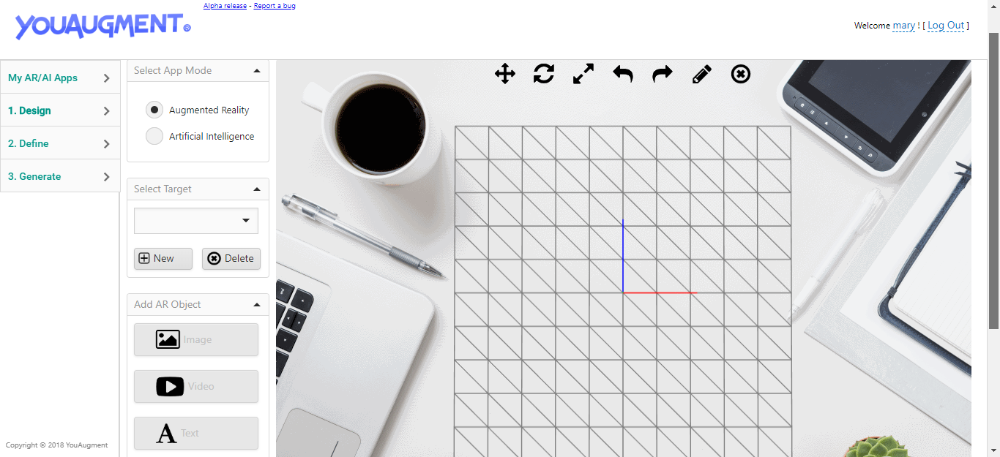 Alpha release - Report a bug
YOUAUGMENT®
Welcome mary ! [ Log Out ]
My AR/AI Apps
1. Design
2. Define
3. Generate
Select App Mode
Augmented Reality
Artificial Intelligence
Select Target
New
Delete
Add AR Object
Image
Video
Text
Copyright © 2018 YouAugment